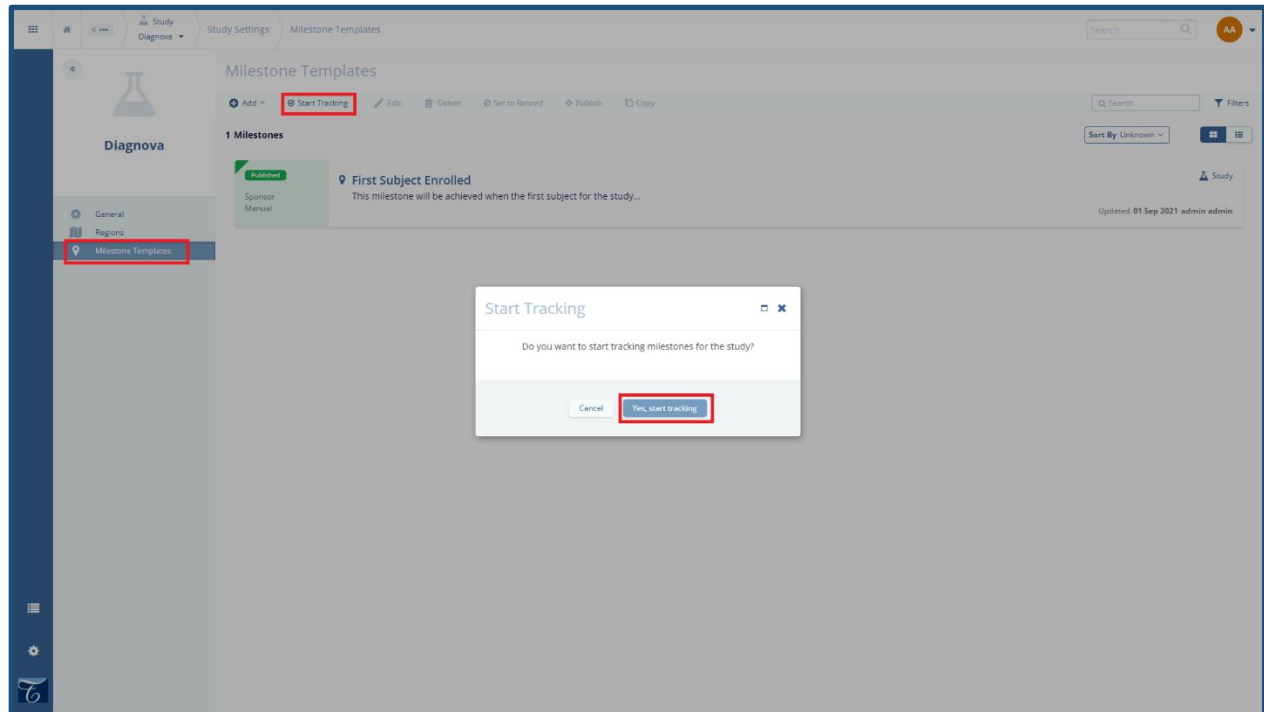 Study
Diagnova
Study Settings
Milestone Templates
Search
AA
Milestone Templates
Add
Start Tracking
Edit
Delete
Set to Retired
Publish
Copy
Search
Filters
1 Milestones
Sort By Unknown
Diagnova
Published
Sponsor
Manual
First Subject Enrolled
This milestone will be achieved when the first subject for the study...
Study
Updated 01 Sep 2021 admin admin
General
Regions
Milestone Templates
Start Tracking
Do you want to start tracking milestones for the study?
Cancel
Yes, start tracking